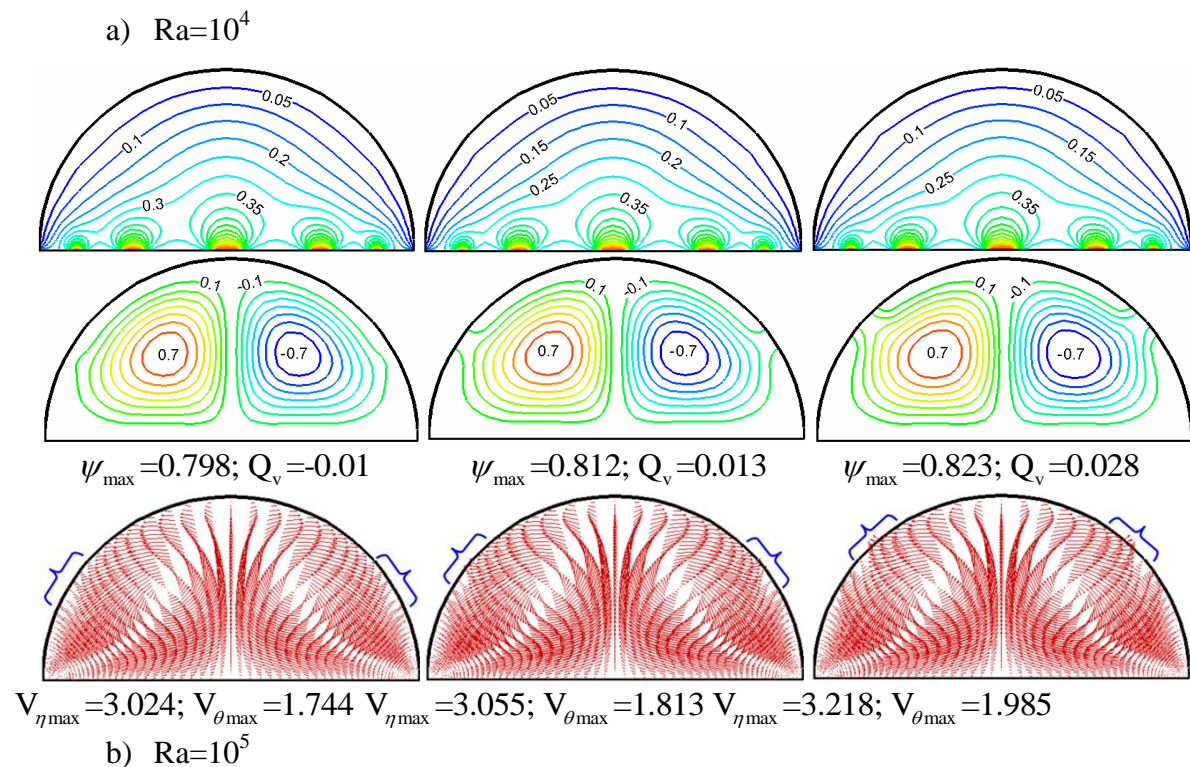 a) Ra=10⁴
0.05 0.1 0.2 0.3 0.35
0.05 0.1 0.15 0.2 0.25 0.35
0.05 0.1 0.15 0.25 0.35
0.1 -0.1 0.7 -0.7
0.1 -0.1 0.7 -0.7
0.1 -0.1 0.7 -0.7
ψmax=0.798; Qv=-0.01 ψmax=0.812; Qv=0.013 ψmax=0.823; Qv=0.028
Vηmax=3.024; Vθmax=1.744 Vηmax=3.055; Vθmax=1.813 Vηmax=3.218; Vθmax=1.985
b) Ra=10⁵